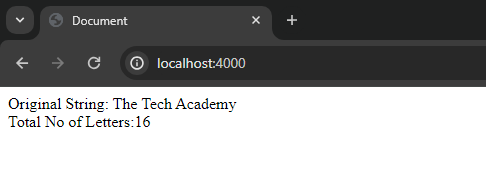 Document
localhost:4000
Original String: The Tech Academy
Total No of Letters:16